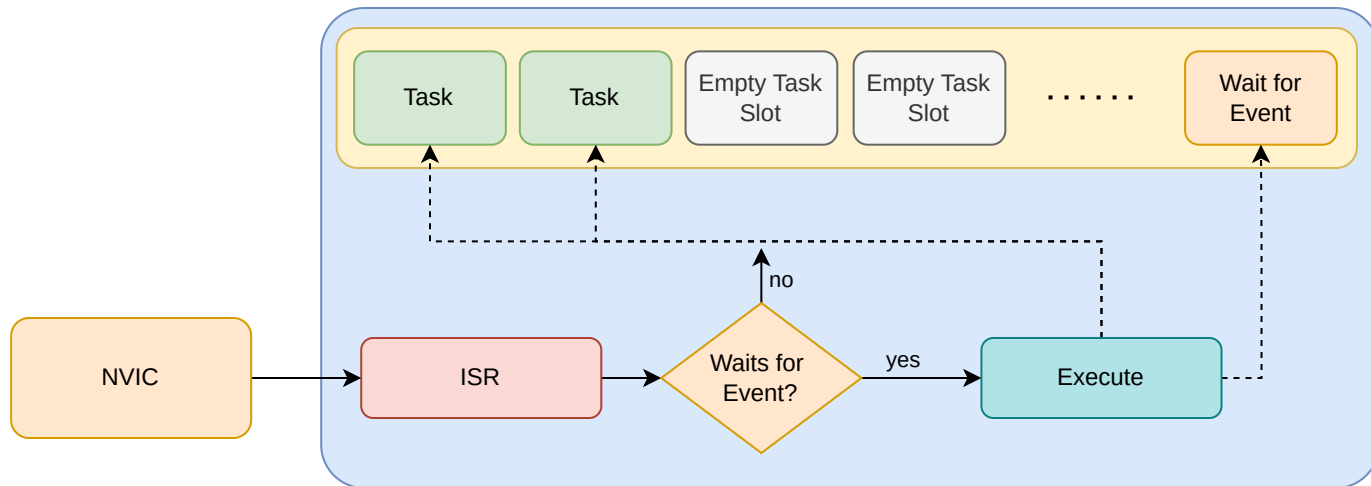 Task
Task
Empty Task
Slot
Empty Task
Slot
......
Wait for
Event
no
NVIC
ISR
Waits for
Event?
yes
Execute